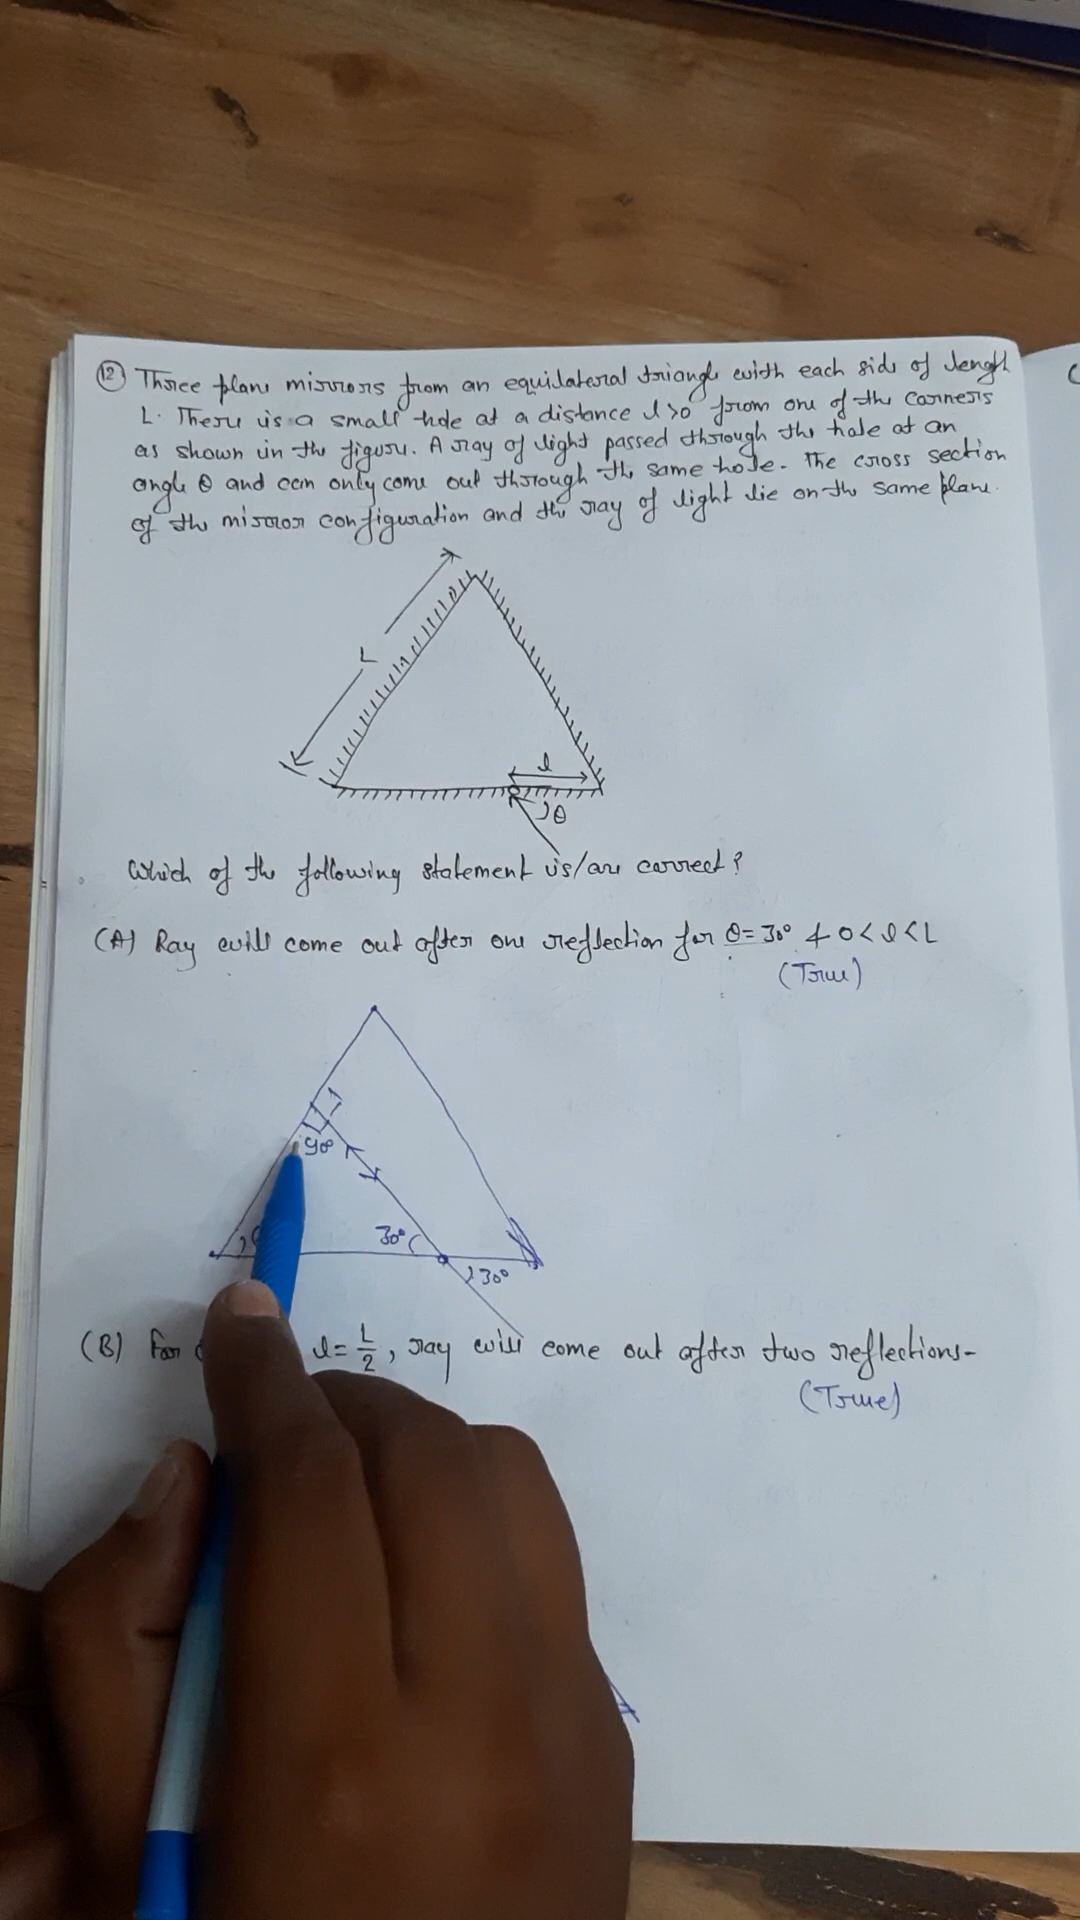 12 Three plane mirrors from an equilateral triangle with each side of length
L. There is a small hole at a distance l>0 from one of the corners
as shown in the figure. A ray of light passed through the hole at an
angle θ and can only come out through the same hole. The cross section
of the mirror configuration and the ray of light lie on the same plane.
L
l
θ
Which of the following statement is/are correct?
(A) Ray will come out after one reflection for θ=30° & 0<l<L
(True)
90°
30°
30°
(B) For l = L/2, ray will come out after two reflections-
(True)